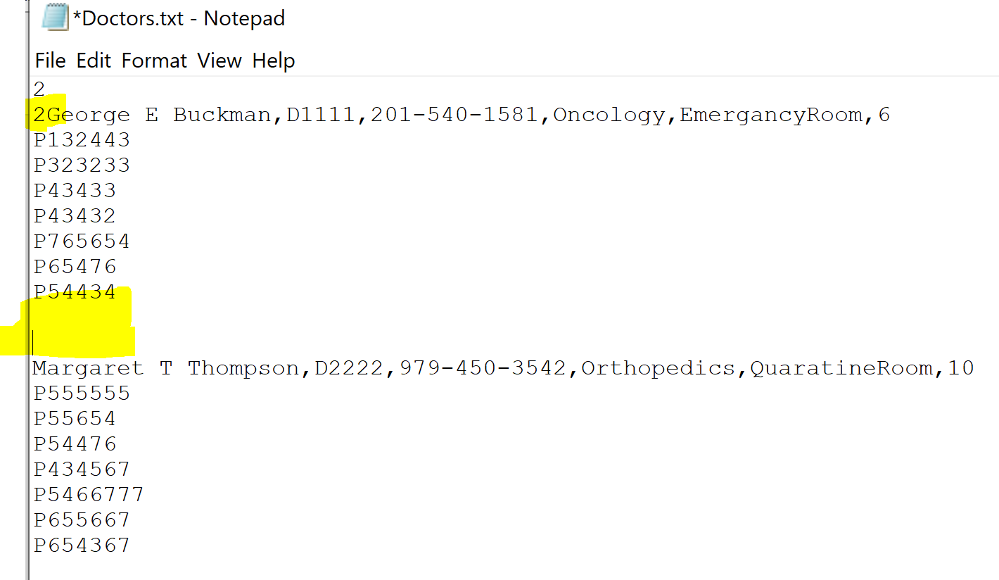 *Doctors.txt - Notepad
File Edit Format View Help
2
2George E Buckman,D1111,201-540-1581,Oncology,EmergancyRoom,6
P132443
P323233
P43433
P43432
P765654
P65476
P54434
Margaret T Thompson,D2222,979-450-3542,Orthopedics,QuaratineRoom,10
P555555
P55654
P54476
P434567
P5466777
P655667
P654367